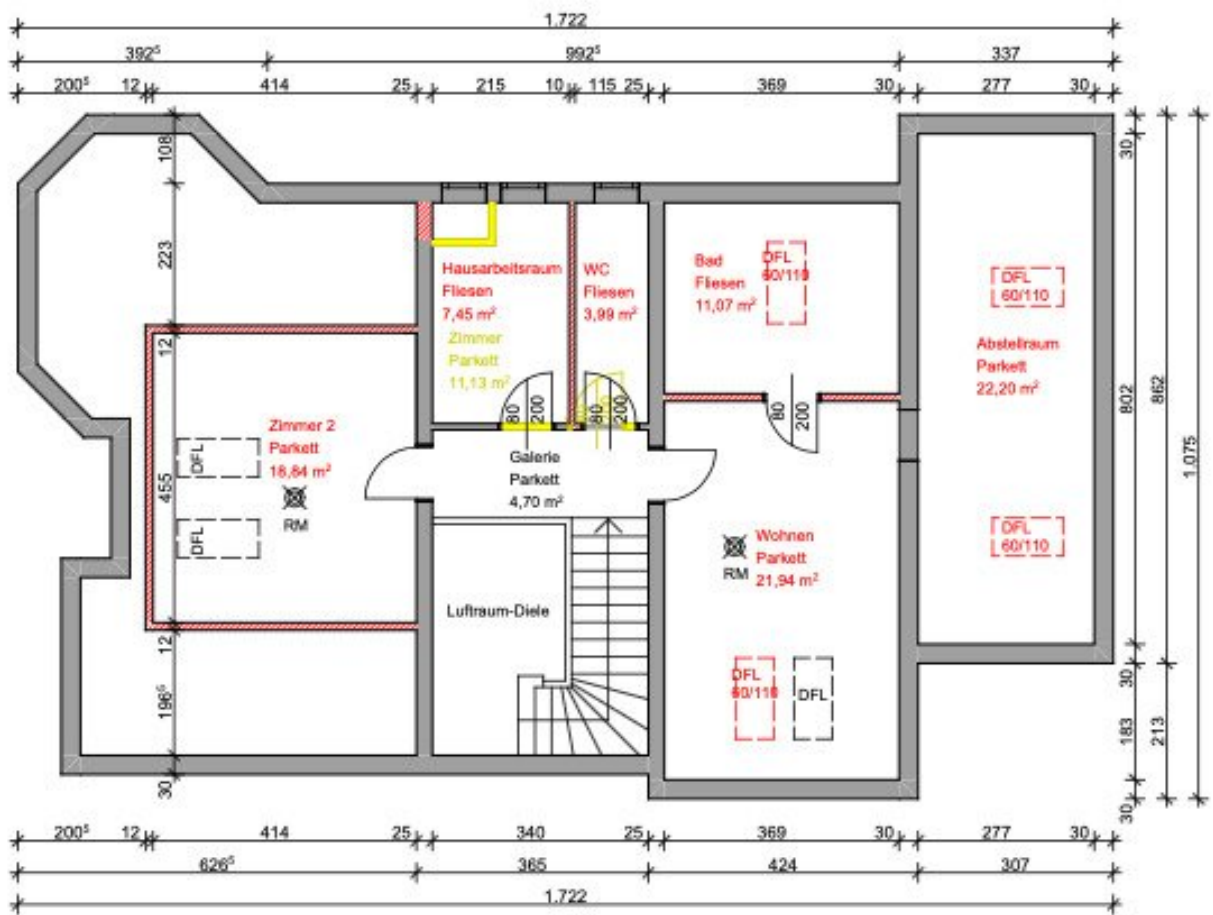 1.722
392⁵ 992⁵ 337
200⁵ 12 414 25 215 10 115 25 369 30 277 30
108
223
12
455
12
196⁵
30
Hausarbeitsraum
Fliesen
7,45 m²
Zimmer
Parkett
11,13 m²
80
200
WC
Fliesen
3,99 m²
80
200
Bad
Fliesen
11,07 m²
DFL
60/110
80
200
DFL
60/110
Abstellraum
Parkett
22,20 m²
DFL
60/110
Zimmer 2
Parkett
18,84 m²
DFL
DFL
RM
Galerie
Parkett
4,70 m²
Luftraum-Diele
Wohnen
Parkett
21,94 m²
RM
DFL
60/110
DFL
30
802
30
183
30
862
213
1.075
200⁵ 12 414 25 340 25 369 30 277 30
626⁵ 365 424 307
1.722